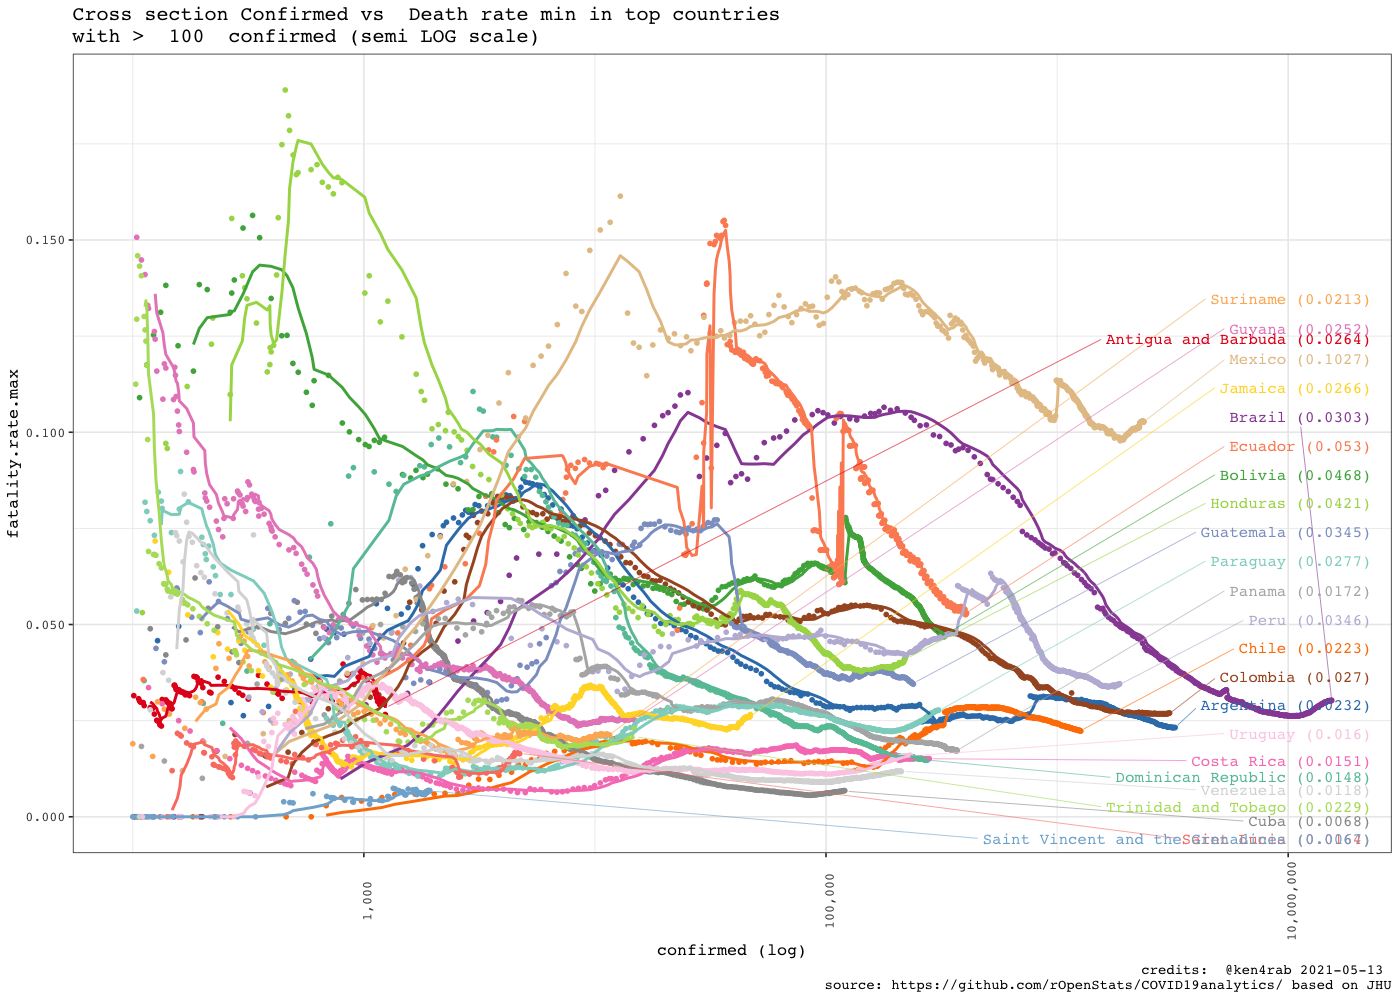 Cross section Confirmed vs  Death rate min in top countries
with >  100  confirmed (semi LOG scale)
fatality.rate.max
0.150
0.100
0.050
0.000
Suriname (0.0213)
Guyana (0.0252)
Antigua and Barbuda (0.0264)
Mexico (0.1027)
Jamaica (0.0266)
Brazil (0.0303)
Ecuador (0.053)
Bolivia (0.0468)
Honduras (0.0421)
Guatemala (0.0345)
Paraguay (0.0277)
Panama (0.0172)
Peru (0.0346)
Chile (0.0223)
Colombia (0.027)
Argentina (0.0232)
Uruguay (0.016)
Costa Rica (0.0151)
Dominican Republic (0.0148)
Venezuela (0.0118)
Trinidad and Tobago (0.0229)
Cuba (0.0068)
Saint Vincent and the Grenadines
1,000
100,000
10,000,000
confirmed (log)
credits:  @ken4rab 2021-05-13
source: https://github.com/rOpenStats/COVID19analytics/ based on JHU